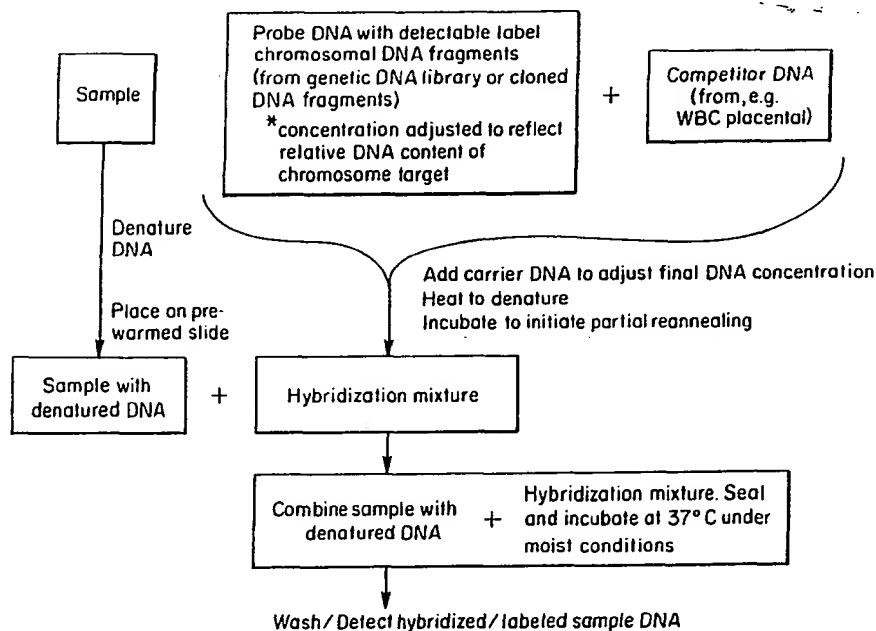 Sample
Probe DNA with detectable label
chromosomal DNA fragments
(from genetic DNA library or cloned
DNA fragments)
*concentration adjusted to reflect
relative DNA content of
chromosome target
+
Competitor DNA
(from, e.g.
WBC placental)
Denature
DNA
Place on pre-
warmed slide
Add carrier DNA to adjust final DNA concentration
Heat to denature
Incubate to initiate partial reannealing
Sample with
denatured DNA
+
Hybridization mixture
Combine sample with
denatured DNA
+
Hybridization mixture. Seal
and incubate at 37°C under
moist conditions
Wash/Detect hybridized/labeled sample DNA